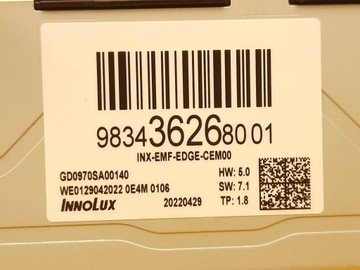 9834362680 01
INX-EMF-EDGE-CEM00
GD0970SA00140 HW: 5.0
WE0129042022 0E4M 0106 SW: 7.1
INNOLUX 20220429 TP: 1.8